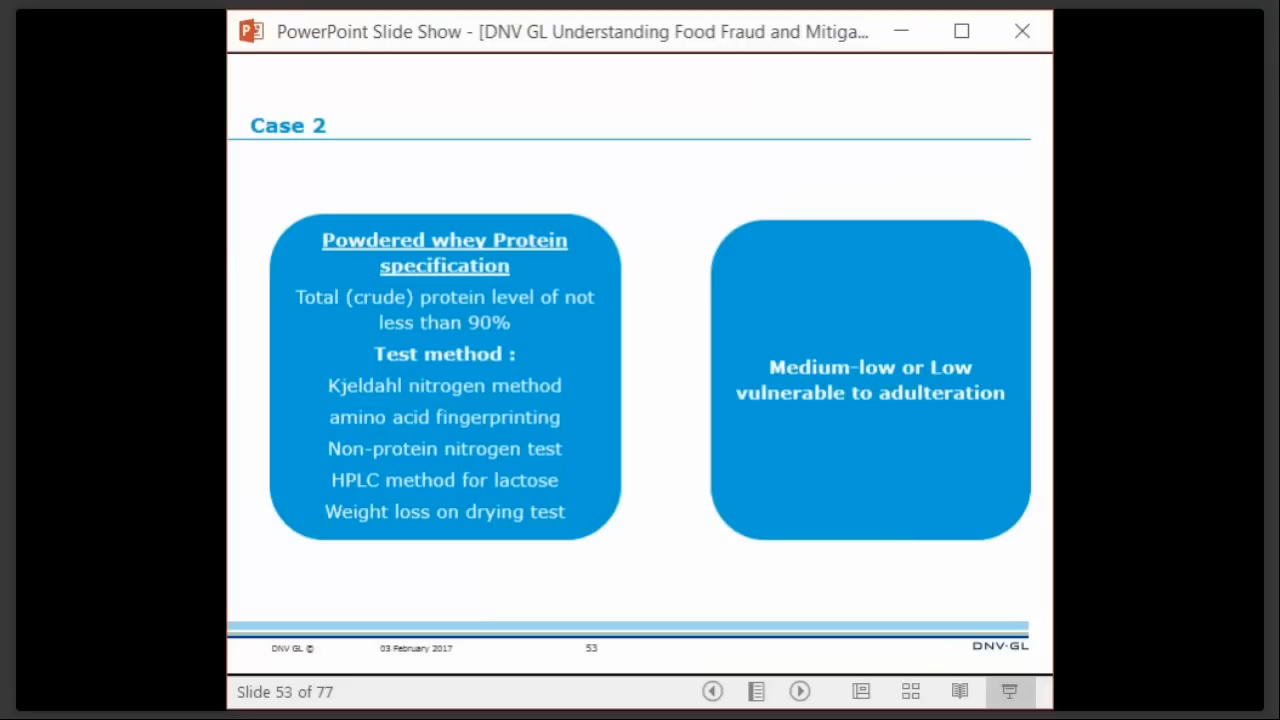 PowerPoint Slide Show - [DNV GL Understanding Food Fraud and Mitiga...
Case 2
Powdered whey Protein
specification
Total (crude) protein level of not
less than 90%
Test method :
Kjeldahl nitrogen method
amino acid fingerprinting
Non-protein nitrogen test
HPLC method for lactose
Weight loss on drying test
Medium-low or Low
vulnerable to adulteration
DNV GL © 03 February 2017 53 DNV·GL
Slide 53 of 77